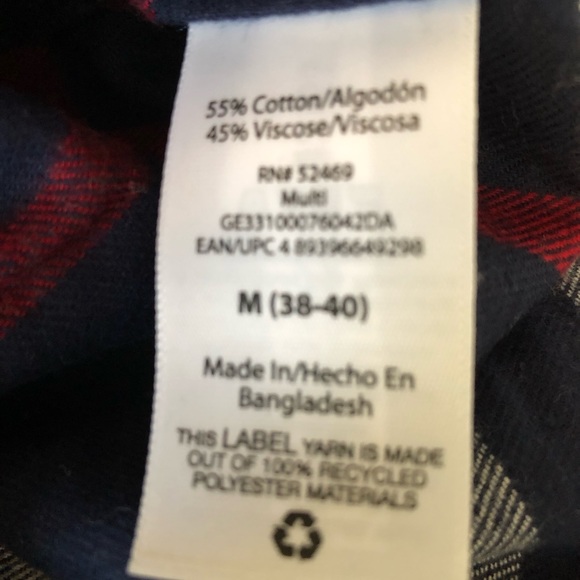 55% Cotton/Algodón
45% Viscose/Viscosa
RN# 52469
Multi
GE33100076042DA
EAN/UPC 4 89396649298
M (38-40)
Made In/Hecho En
Bangladesh
THIS LABEL YARN IS MADE
OUT OF 100% RECYCLED
POLYESTER MATERIALS